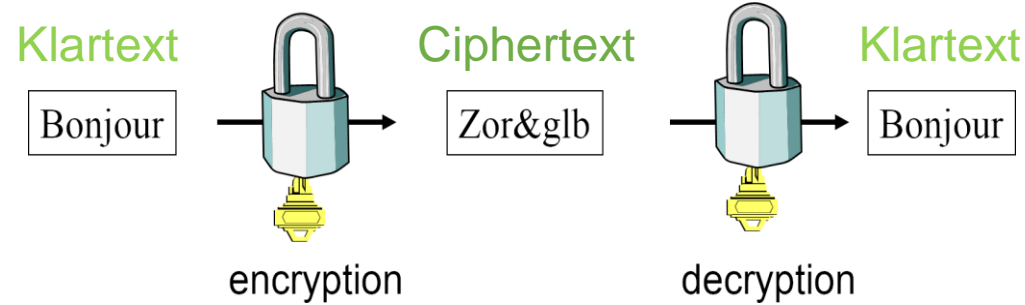 Klartext Ciphertext Klartext
Bonjour Zor&glb Bonjour
encryption decryption